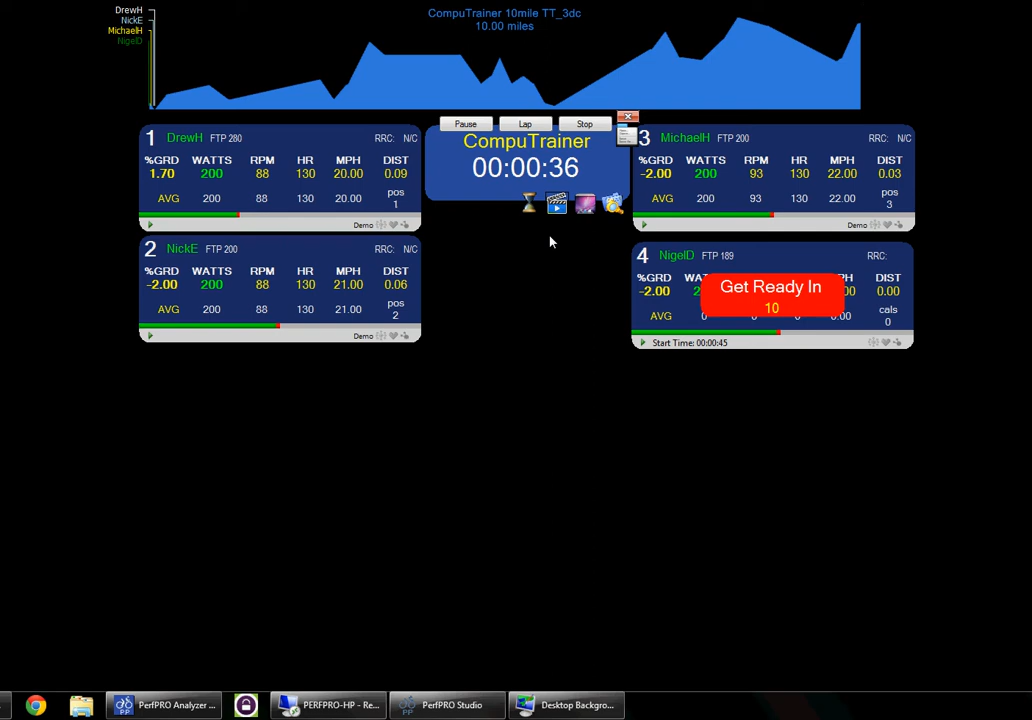 DrewH
NickE
MichaelH
NigelD
CompuTrainer 10mile TT_3dc
10.00 miles
Pause Lap Stop
CompuTrainer
00:00:36
1 DrewH FTP 280 RRC: N/C
%GRD WATTS RPM HR MPH DIST
1.70 200 88 130 20.00 0.09
AVG 200 88 130 20.00 pos
1
Demo
2 NickE FTP 200 RRC: N/C
%GRD WATTS RPM HR MPH DIST
-2.00 200 88 130 21.00 0.06
AVG 200 88 130 21.00 pos
2
Demo
3 MichaelH FTP 200 RRC: N/C
%GRD WATTS RPM HR MPH DIST
-2.00 200 93 130 22.00 0.03
AVG 200 93 130 22.00 pos
3
Demo
4 NigelD FTP 189 RRC:
%GRD DIST
-2.00 0.00
AVG cals
0
Get Ready In
10
Start Time: 00:00:45
PerfPRO Analyzer ... PERFPRO-HP - Re... PerfPRO Studio Desktop Backgro...